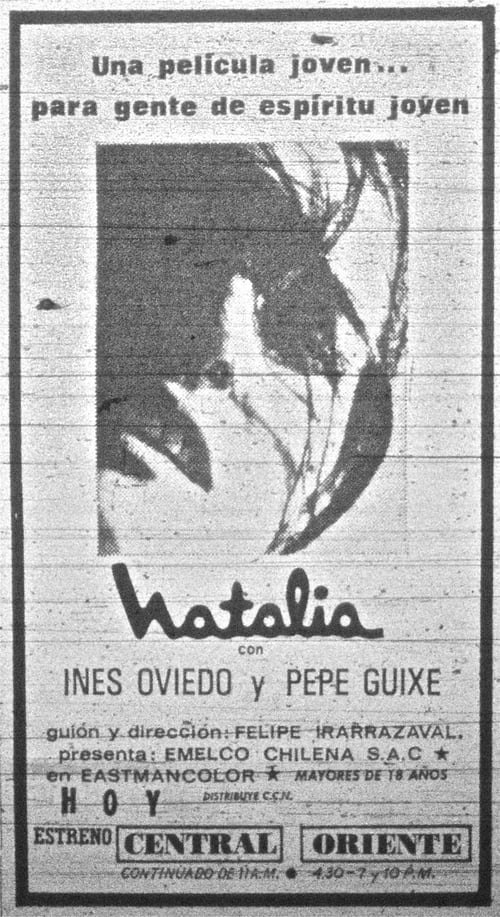 Una película joven...
para gente de espíritu joven
Natalia
con
INES OVIEDO y PEPE GUIXE
guión y dirección: FELIPE IRARRAZAVAL.
presenta: EMELCO CHILENA S.A.C ★
en EASTMANCOLOR ★ MAYORES DE 18 AÑOS
HOY DISTRIBUYE C.C.N.
ESTRENO CENTRAL ORIENTE
CONTINUADO DE 11 A.M. ● 4.30-7 y 10 P.M.